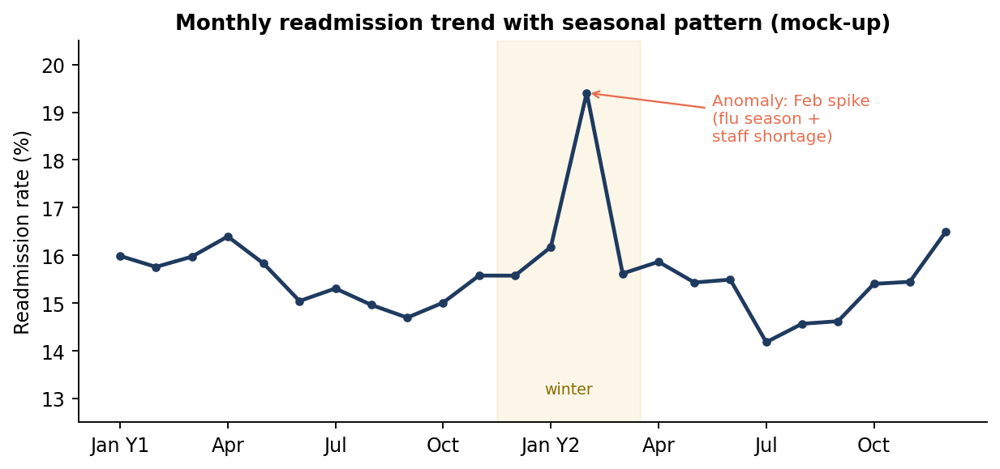 Monthly readmission trend with seasonal pattern (mock-up)
Readmission rate (%)
20
19
18
17
16
15
14
13
Anomaly: Feb spike
(flu season +
staff shortage)
winter
Jan Y1 Apr Jul Oct Jan Y2 Apr Jul Oct